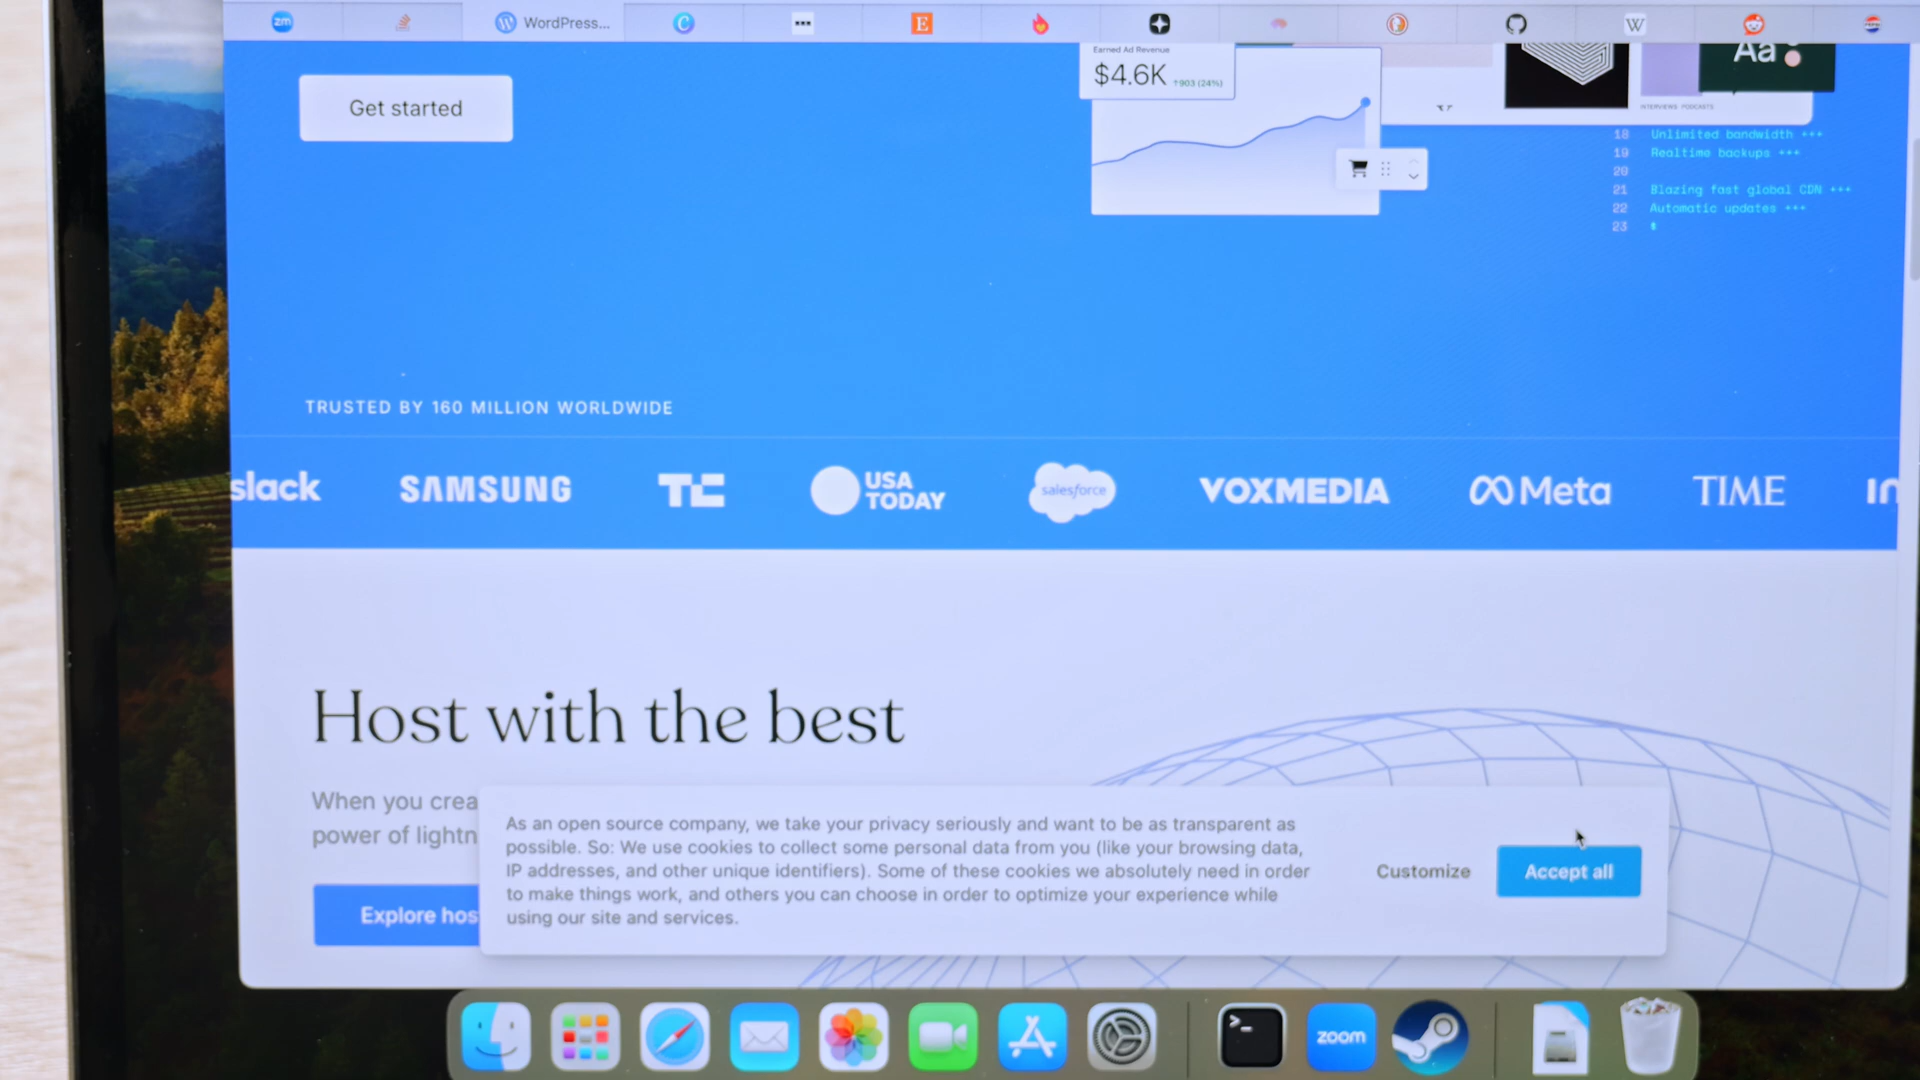 zm
WordPress...
E
W
Earned Ad Revenue
$4.6K ↑903 (24%)
Aa
INTERVIEWS PODCASTS
Get started
18 Unlimited bandwidth +++
19 Realtime backups +++
20
21 Blazing fast global CDN +++
22 Automatic updates +++
23 $
TRUSTED BY 160 MILLION WORLDWIDE
slack SAMSUNG TC USA TODAY salesforce VOXMEDIA Meta TIME
Host with the best
When you crea
power of lightn
Explore hos
As an open source company, we take your privacy seriously and want to be as transparent as
possible. So: We use cookies to collect some personal data from you (like your browsing data,
IP addresses, and other unique identifiers). Some of these cookies we absolutely need in order
to make things work, and others you can choose in order to optimize your experience while
using our site and services.
Customize
Accept all
zoom